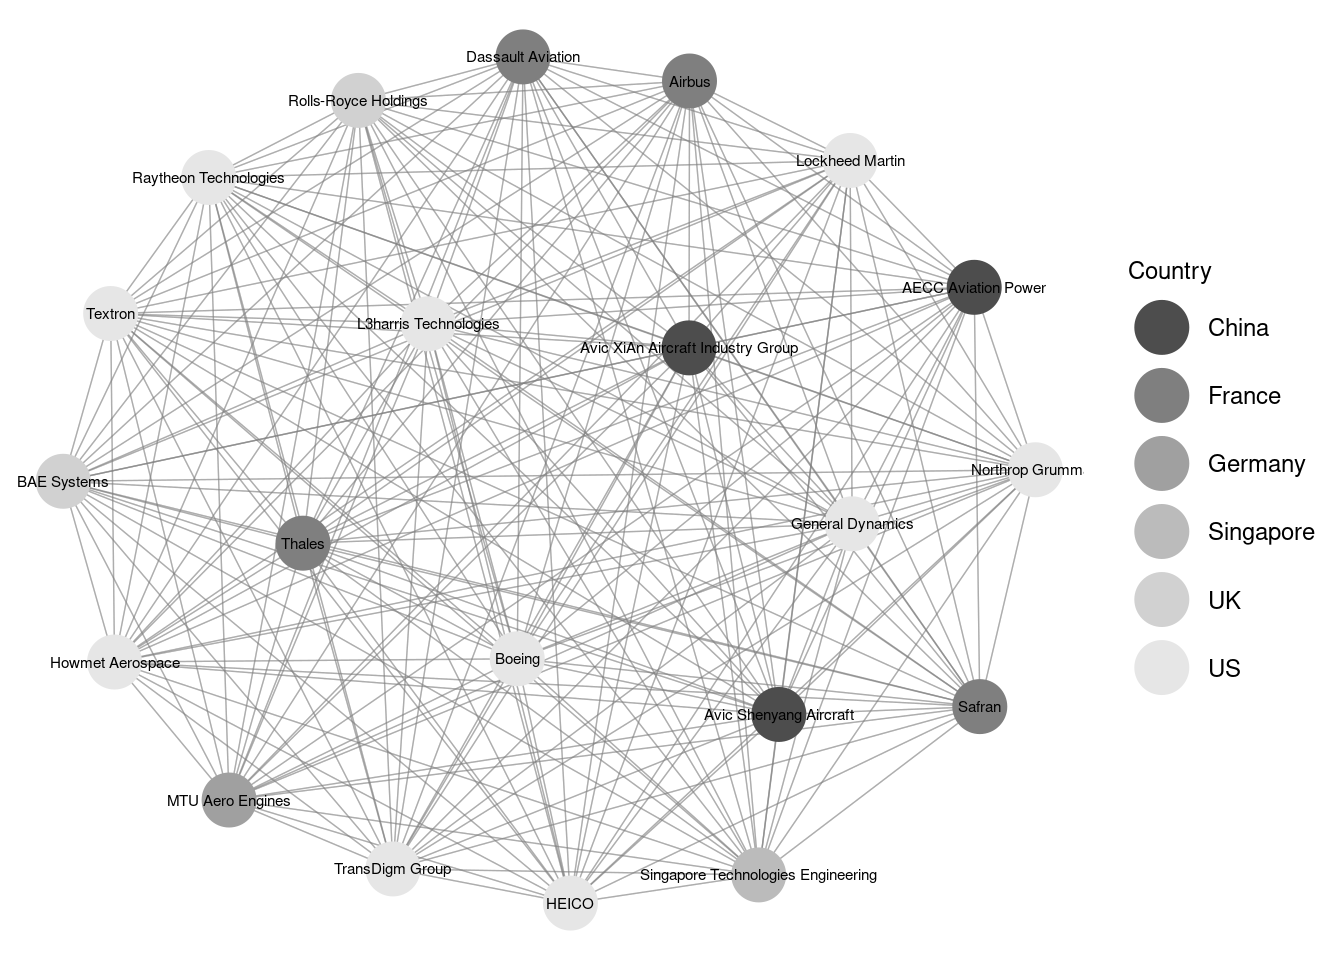 Dassault Aviation
Airbus
Rolls-Royce Holdings
Lockheed Martin
Raytheon Technologies
AECC Aviation Power
Textron
L3harris Technologies
Avic XiAn Aircraft Industry Group
Northrop Grumm
BAE Systems
General Dynamics
Thales
Howmet Aerospace
Boeing
Avic Shenyang Aircraft
Safran
MTU Aero Engines
TransDigm Group
Singapore Technologies Engineering
HEICO
Country
China
France
Germany
Singapore
UK
US